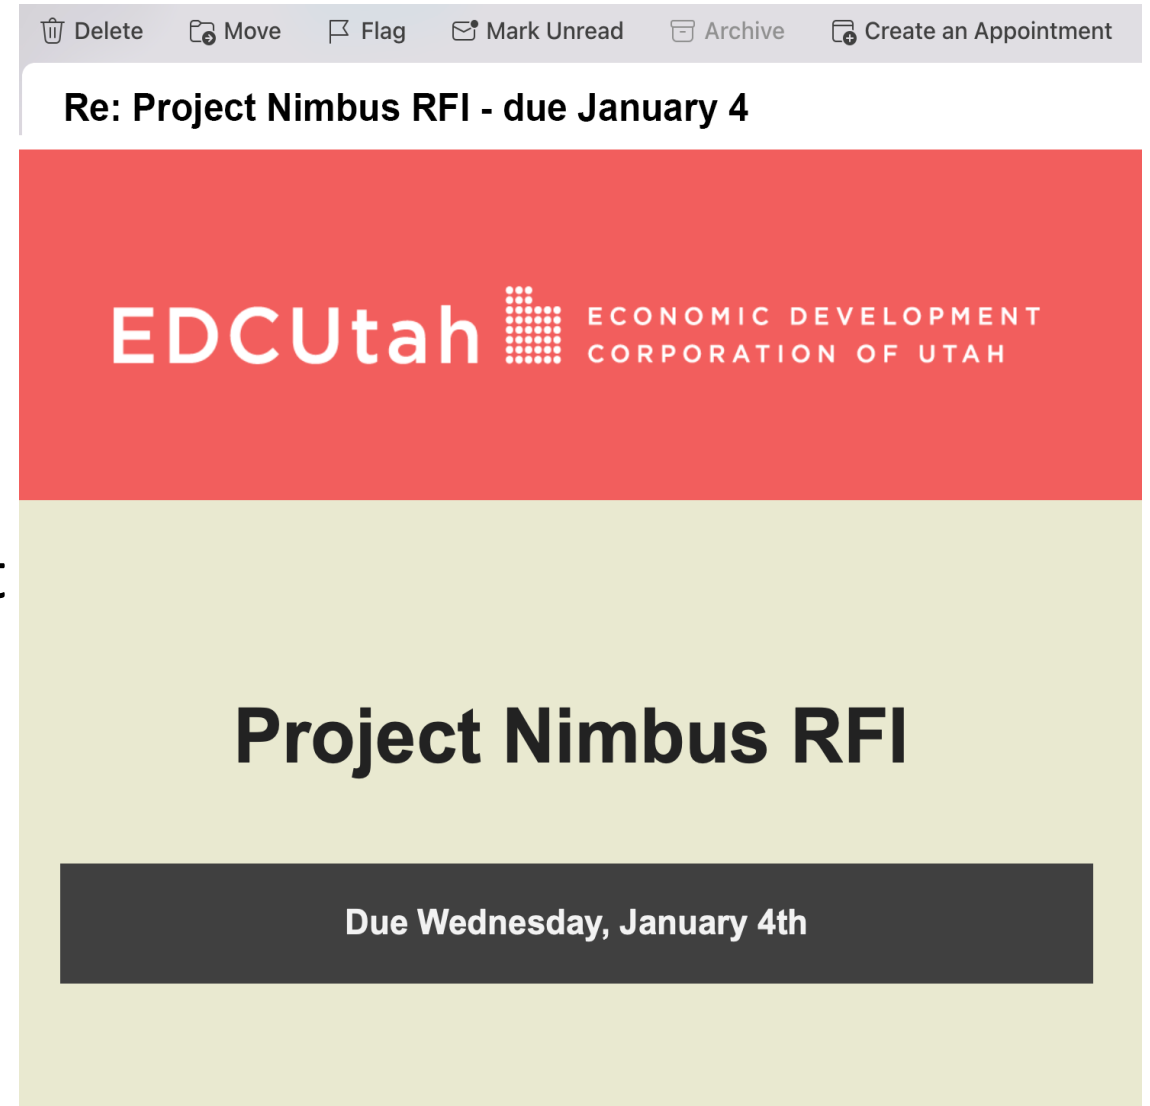 Delete Move Flag Mark Unread Archive Create an Appointment
Re: Project Nimbus RFI - due January 4
EDCUtah
ECONOMIC DEVELOPMENT
CORPORATION OF UTAH
t
Project Nimbus RFI
Due Wednesday, January 4th